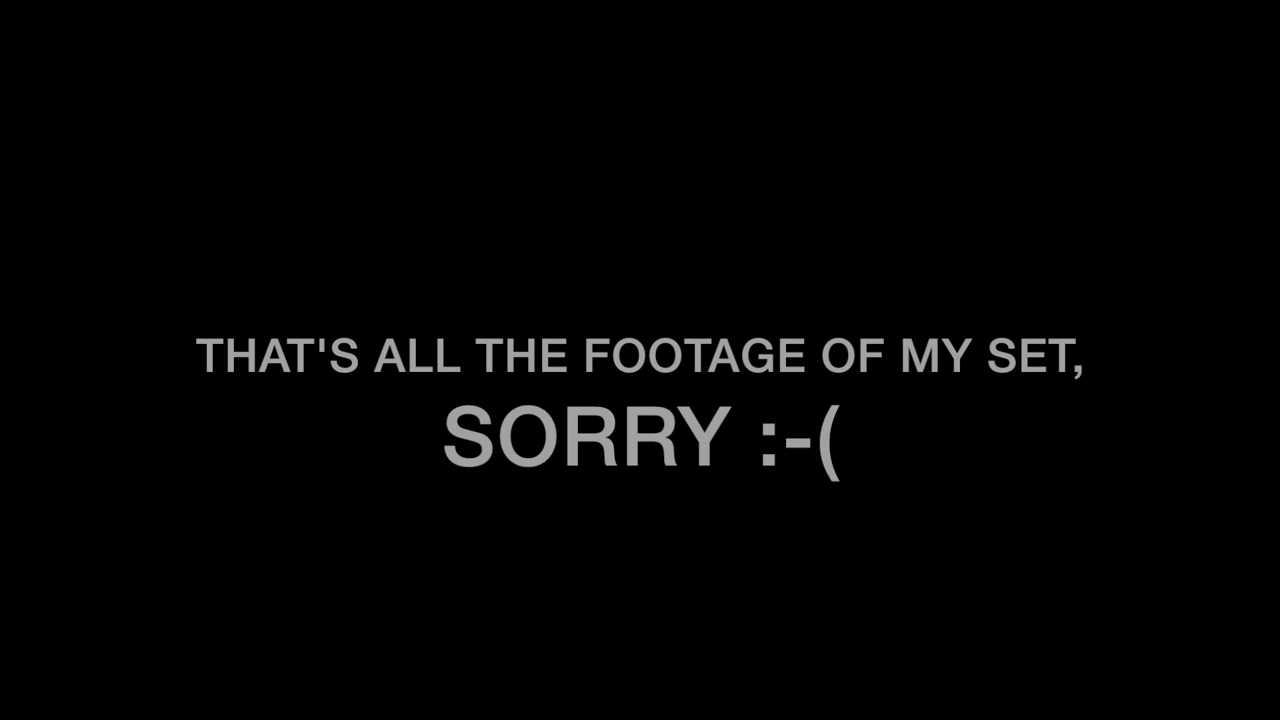 THAT'S ALL THE FOOTAGE OF MY SET,
SORRY :-(